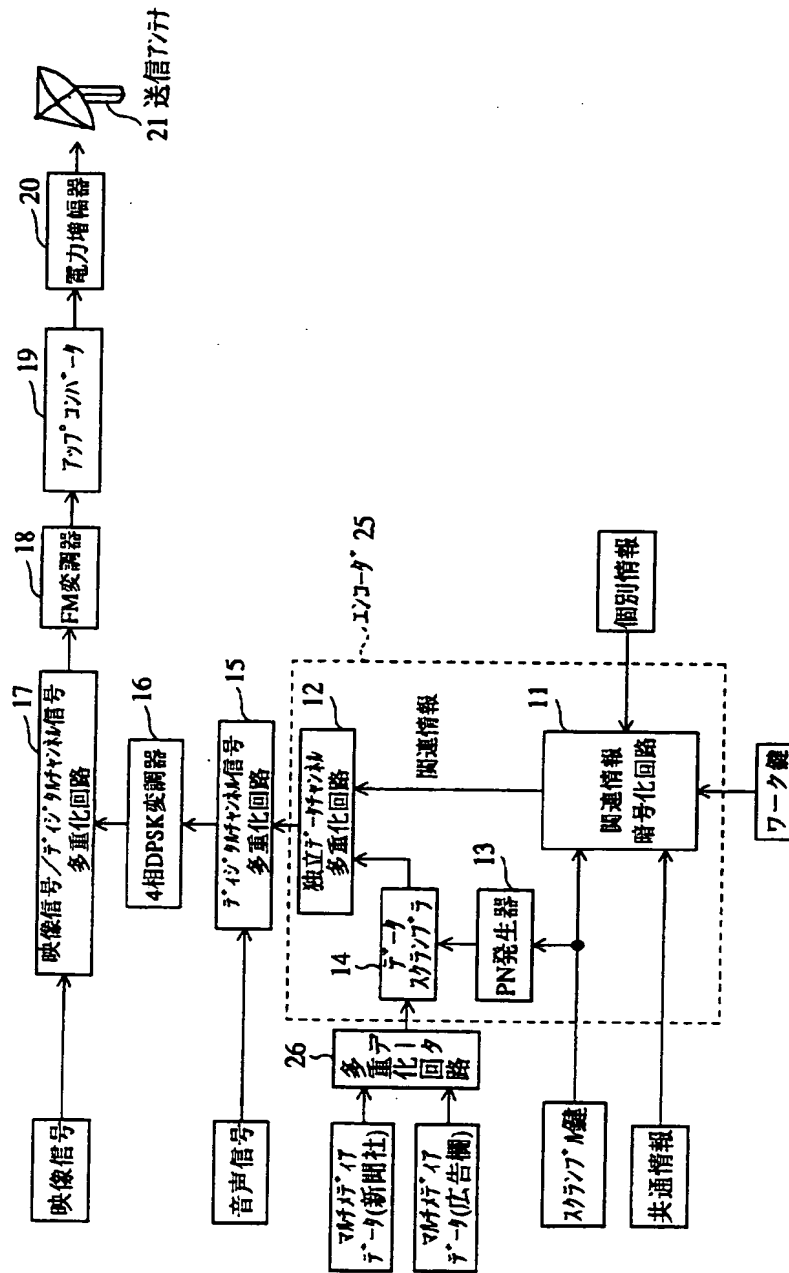 映像信号
17
映像信号／ディジタルチャンネル信号
多重化回路
18
FM変調器
19
アップコンバータ
20
電力増幅器
21 送信アンテナ
16
4相DPSK変調器
音声信号
15
ディジタルチャンネル信号
多重化回路
エンコーダ 25
12
独立データチャンネル
多重化回路
関連情報
マルチメディア
データ(新聞社)
マルチメディア
データ(広告欄)
26
多重化回路
データ
14
データ
スクランブラ
13
PN発生器
11
関連情報
暗号化回路
個別情報
スクランブル鍵
共通情報
ワーク鍵